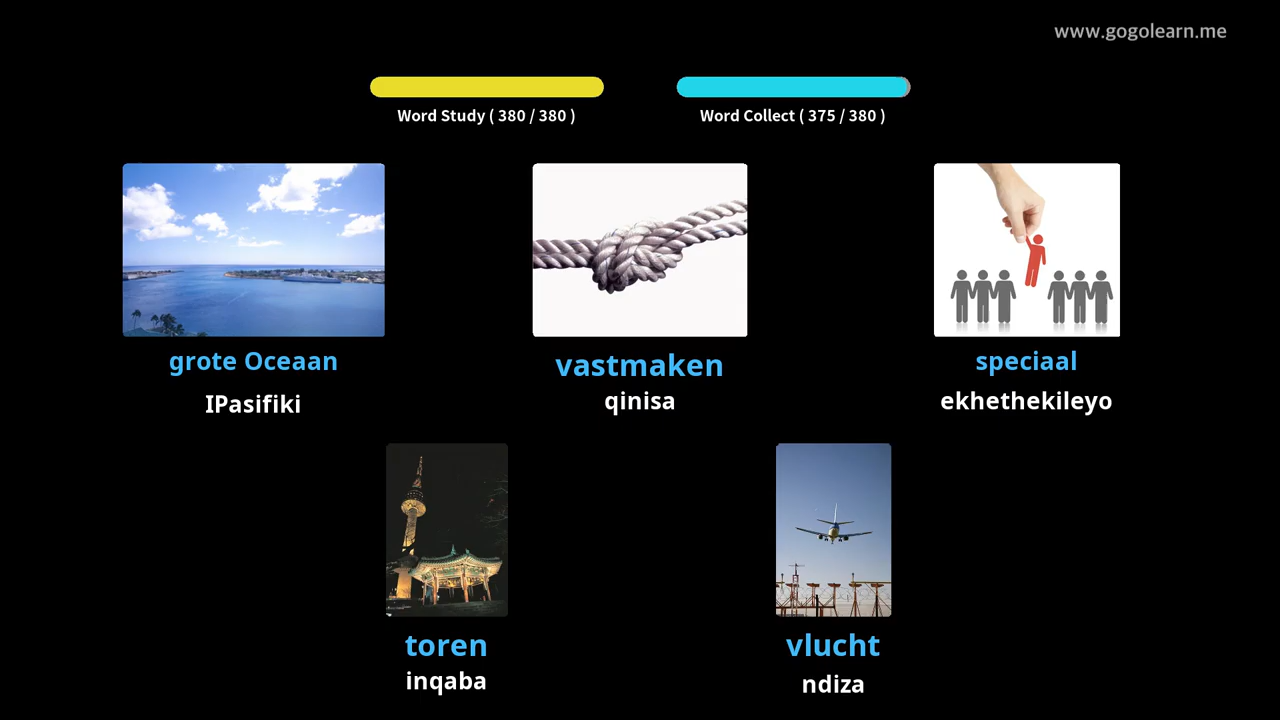 www.gogolearn.me
Word Study ( 380 / 380 )
Word Collect ( 375 / 380 )
grote Oceaan
IPasifiki
vastmaken
qinisa
speciaal
ekhethekileyo
toren
inqaba
vlucht
ndiza